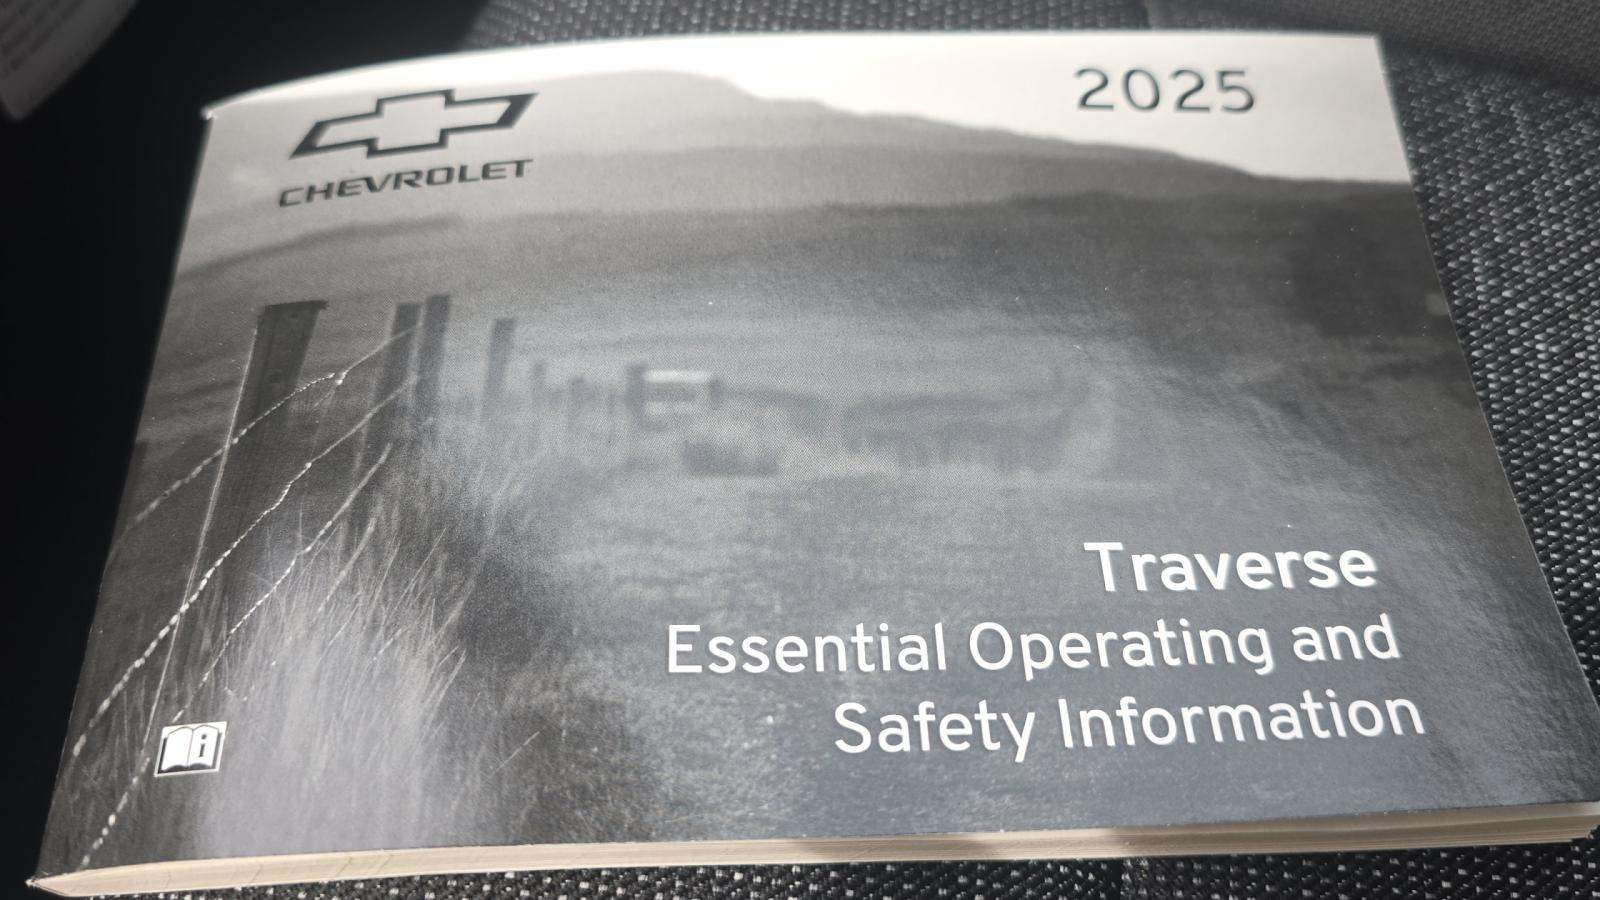 2025
CHEVROLET
Traverse
Essential Operating and
Safety Information